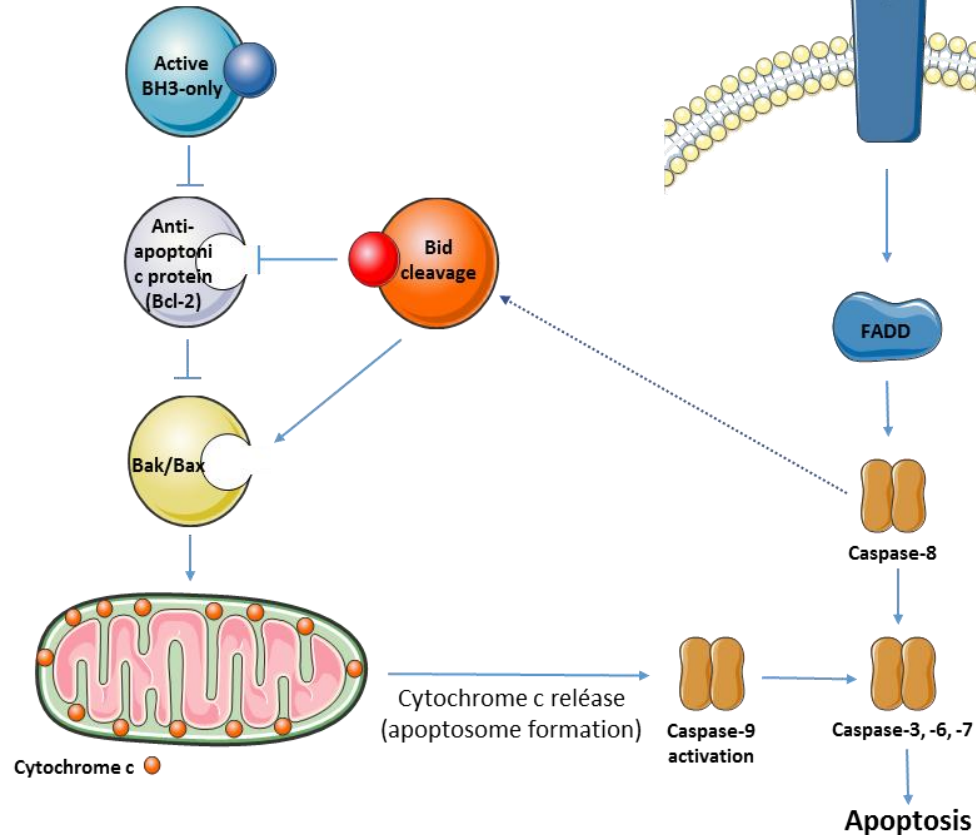 Active
BH3-only
Anti-
apoptoni
c protein
(Bcl-2)
Bid
cleavage
FADD
Bak/Bax
Caspase-8
Cytochrome c reléase
(apoptosome formation)
Caspase-9
activation
Caspase-3, -6, -7
Cytochrome c
Apoptosis